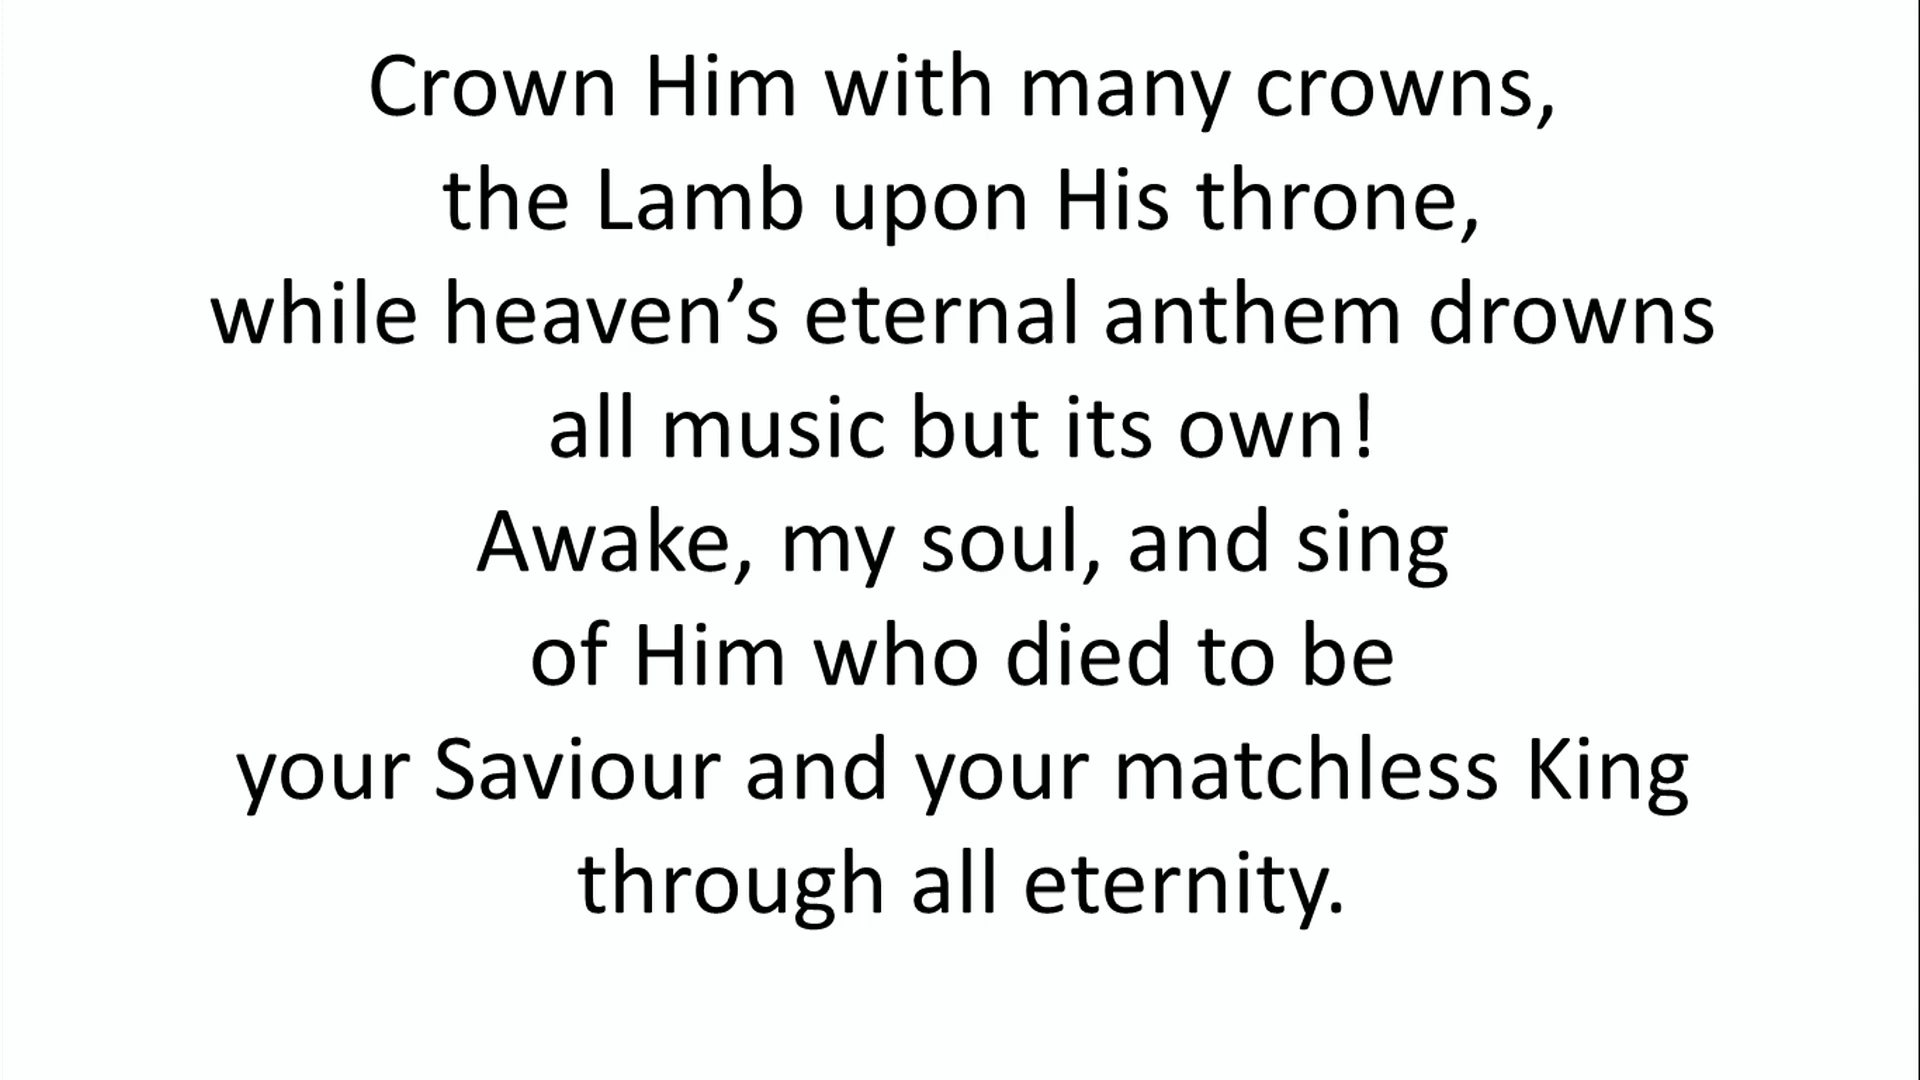 Crown Him with many crowns,
the Lamb upon His throne,
while heaven’s eternal anthem drowns
all music but its own!
Awake, my soul, and sing
of Him who died to be
your Saviour and your matchless King
through all eternity.